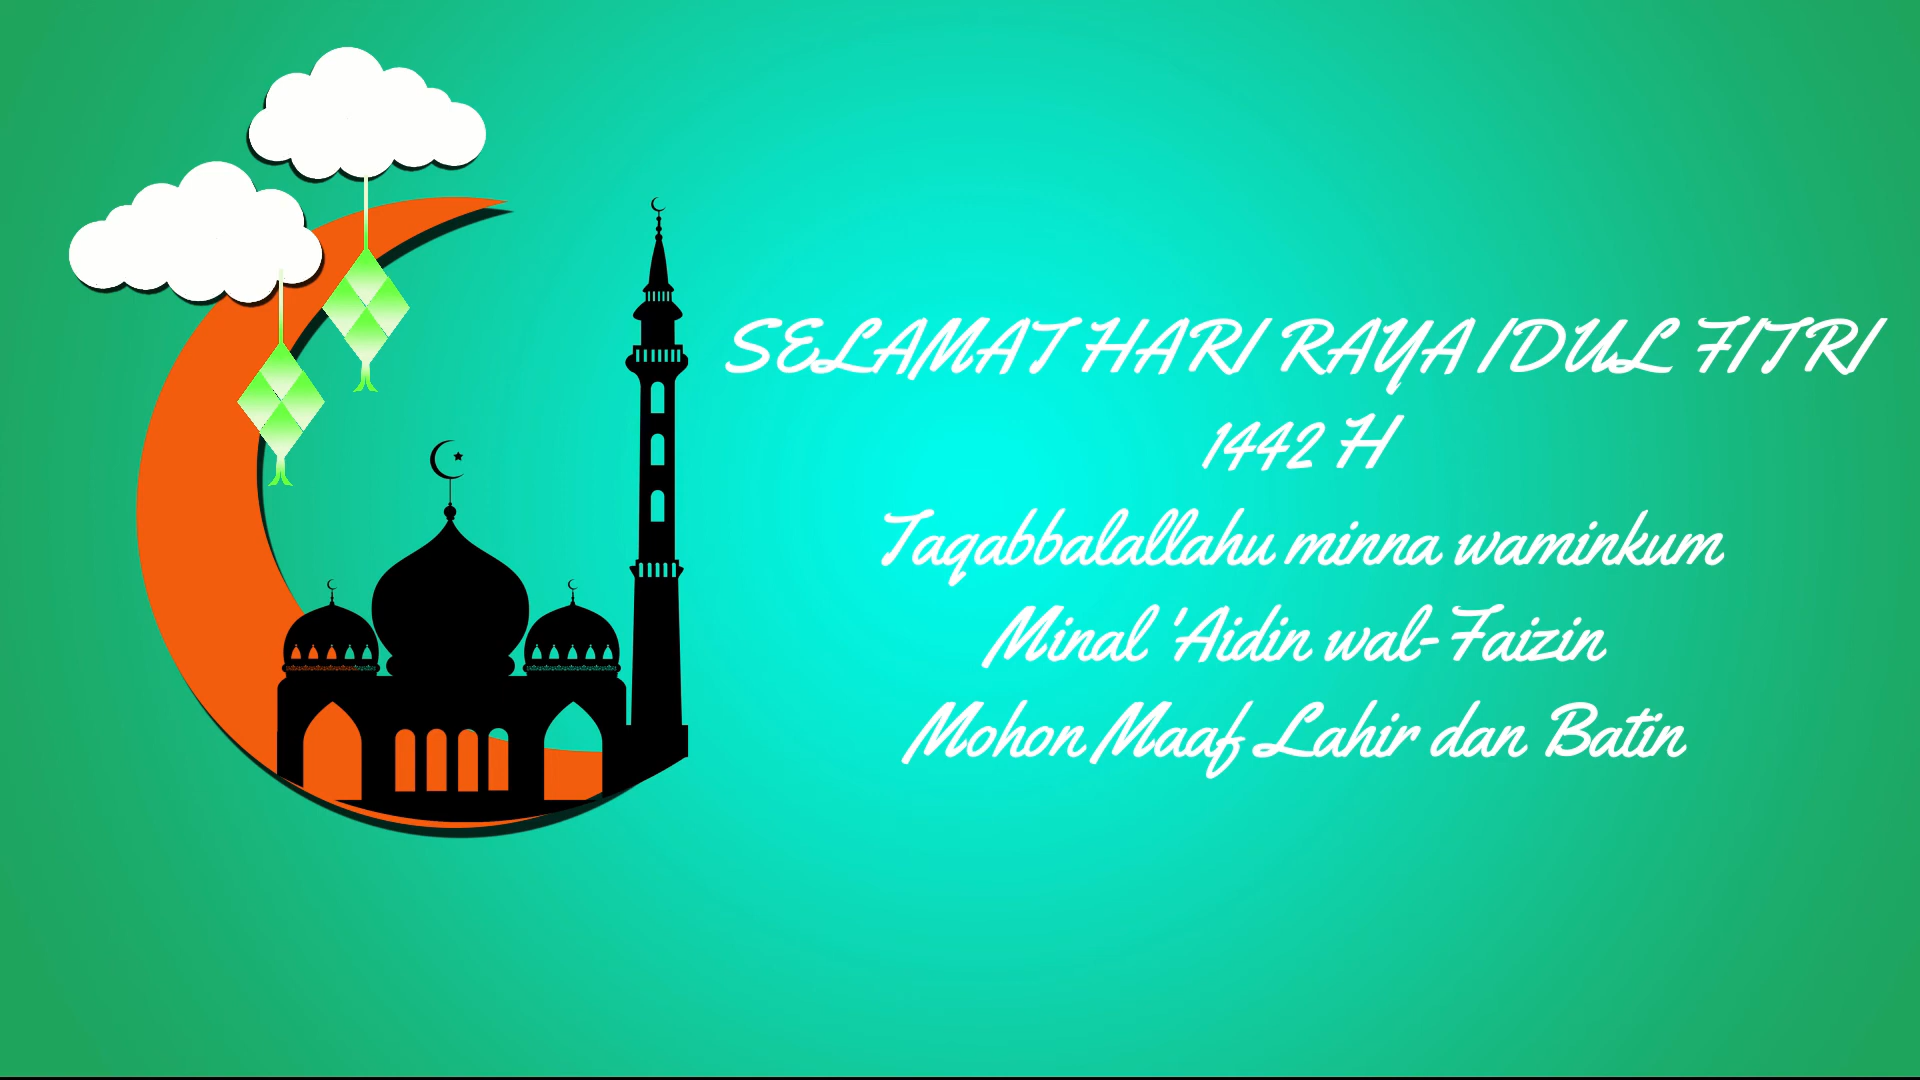 SELAMAT HARI RAYA IDUL FITRI
1442 H
Taqabbalallahu minna waminkum
Minal 'Aidin wal-Faizin
Mohon Maaf Lahir dan Batin